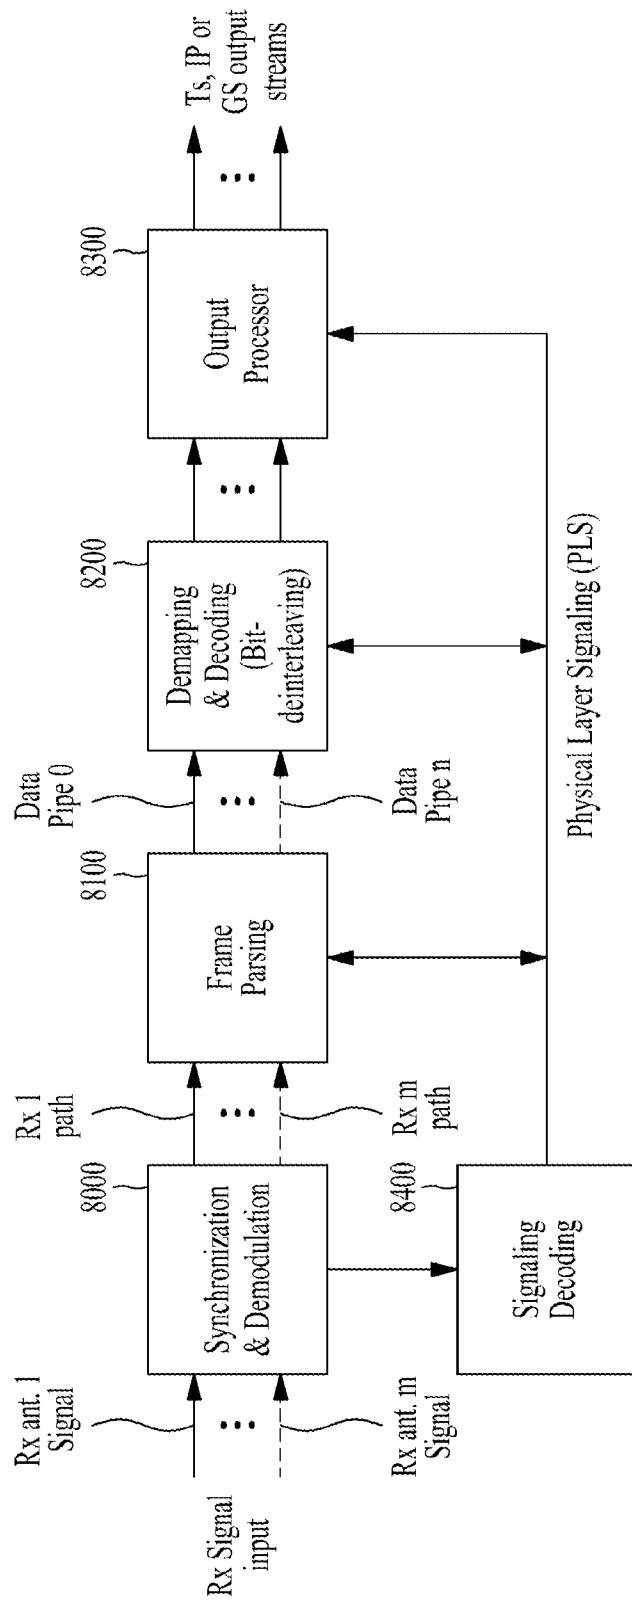 Rx Signal
input
Rx ant. 1
Signal
Rx ant. m
Signal
8000
Synchronization
& Demodulation
Rx 1
path
Rx m
path
8100
Frame
Parsing
Data
Pipe 0
Data
Pipe n
8200
Demapping
& Decoding
(Bit-
deinterleaving)
8300
Output
Processor
Ts, IP or
GS output
streams
8400
Signaling
Decoding
Physical Layer Signaling (PLS)